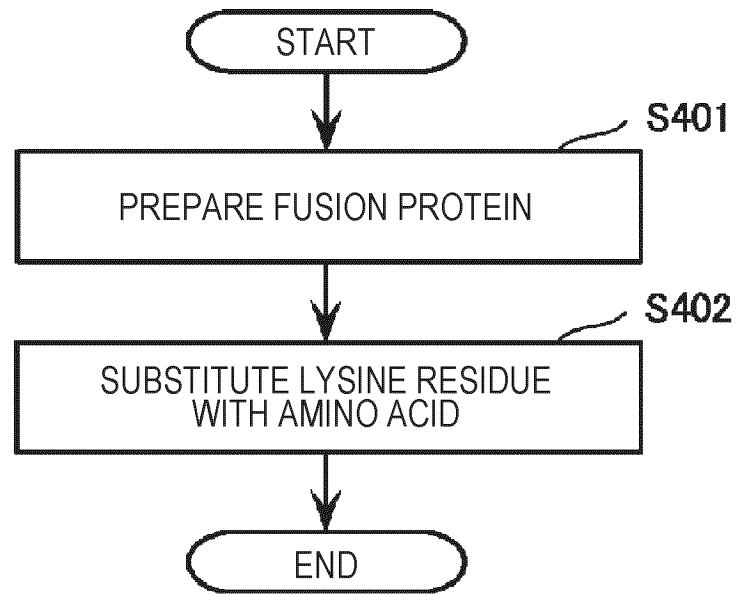 START
S401
PREPARE FUSION PROTEIN
S402
SUBSTITUTE LYSINE RESIDUE
WITH AMINO ACID
END